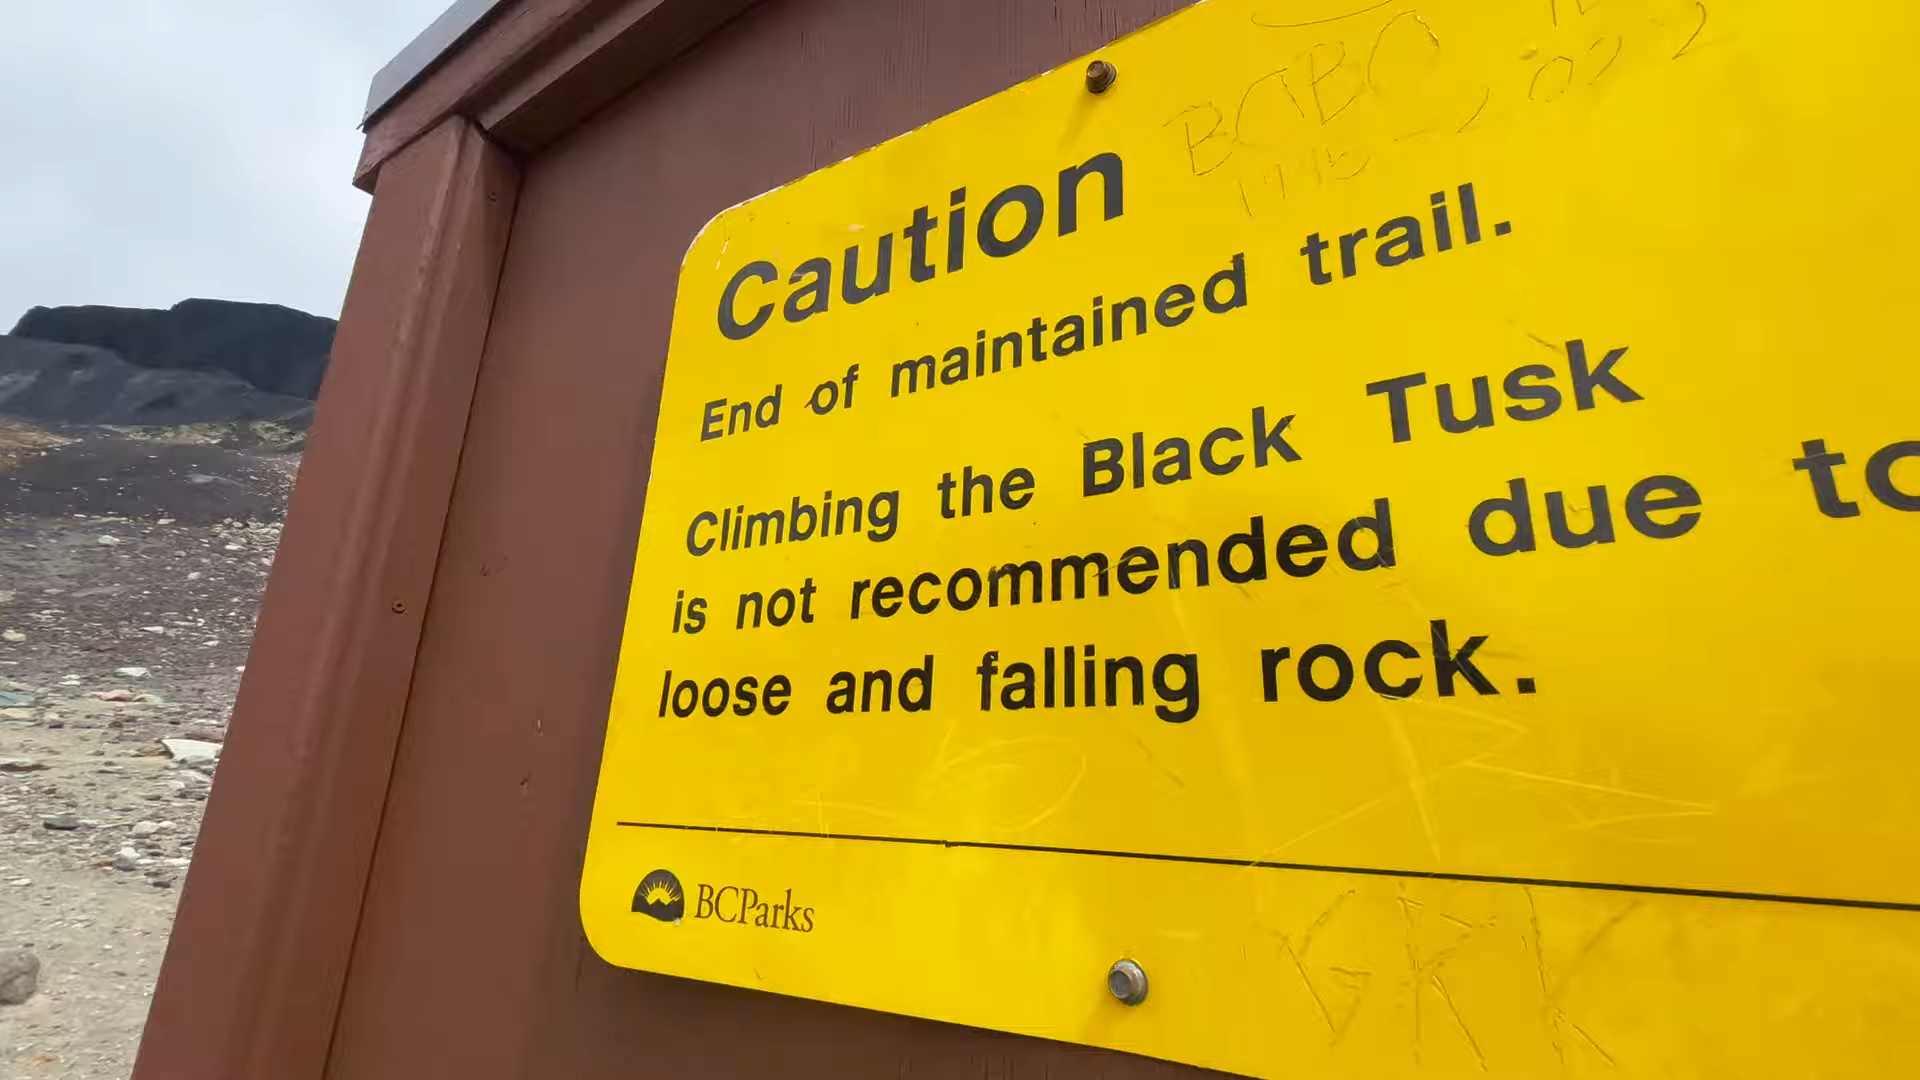 BOBO
Caution
End of maintained trail.
Climbing the Black Tusk
is not recommended due to
loose and falling rock.
BCParks